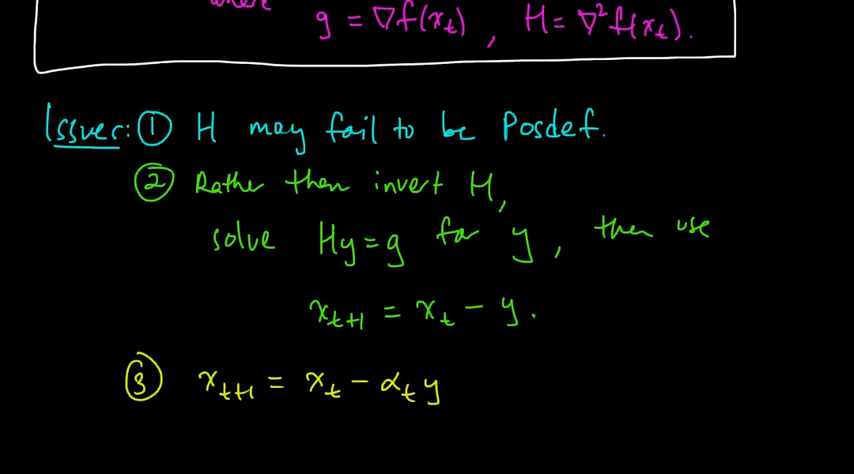 where
g = ∇f(x_t) , H = ∇²f(x_t).
Issues: ① H may fail to be Posdef.
② Rather then invert H,
solve Hy = g for y, then use
x_{t+1} = x_t − y.
③ x_{t+1} = x_t − α_t y